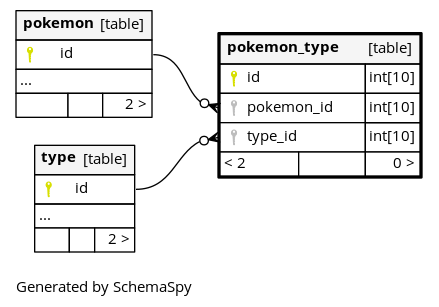 pokemon [table]
id
...
2 >
type [table]
id
...
2 >
pokemon_type [table]
id int[10]
pokemon_id int[10]
type_id int[10]
< 2 0 >
Generated by SchemaSpy